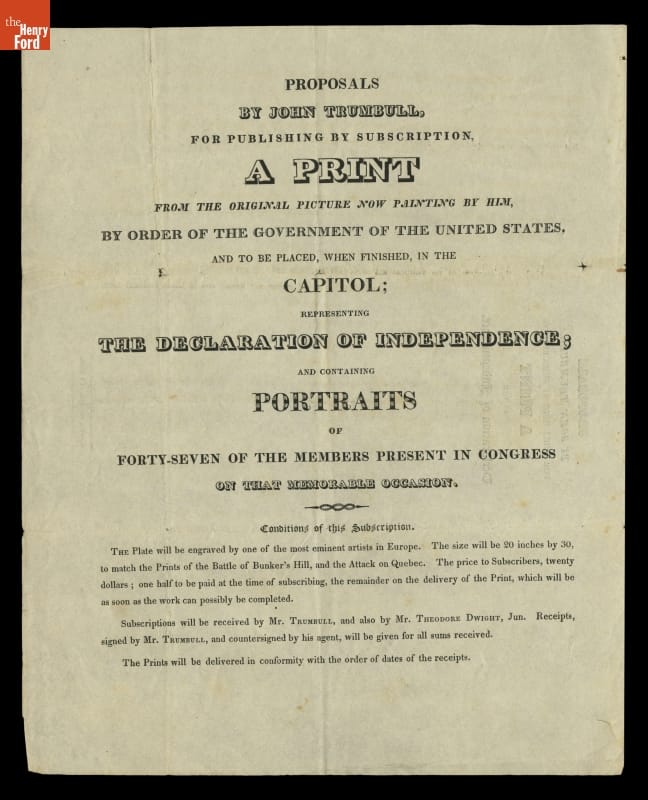 the
Henry
Ford
PROPOSALS
BY JOHN TRUMBULL,
FOR PUBLISHING BY SUBSCRIPTION,
A PRINT
FROM THE ORIGINAL PICTURE NOW PAINTING BY HIM,
BY ORDER OF THE GOVERNMENT OF THE UNITED STATES,
AND TO BE PLACED, WHEN FINISHED, IN THE
CAPITOL;
REPRESENTING
THE DECLARATION OF INDEPENDENCE;
AND CONTAINING
PORTRAITS
OF
FORTY-SEVEN OF THE MEMBERS PRESENT IN CONGRESS
ON THAT MEMORABLE OCCASION.
Conditions of this Subscription.
THE Plate will be engraved by one of the most eminent artists in Europe. The size will be 20 inches by 30,
to match the Prints of the Battle of Bunker's Hill, and the Attack on Quebec. The price to Subscribers, twenty
dollars; one half to be paid at the time of subscribing, the remainder on the delivery of the Print, which will be
as soon as the work can possibly be completed.
Subscriptions will be received by Mr. TRUMBULL, and also by Mr. THEODORE DWIGHT, Jun. Receipts,
signed by Mr. TRUMBULL, and countersigned by his agent, will be given for all sums received.
The Prints will be delivered in conformity with the order of dates of the receipts.